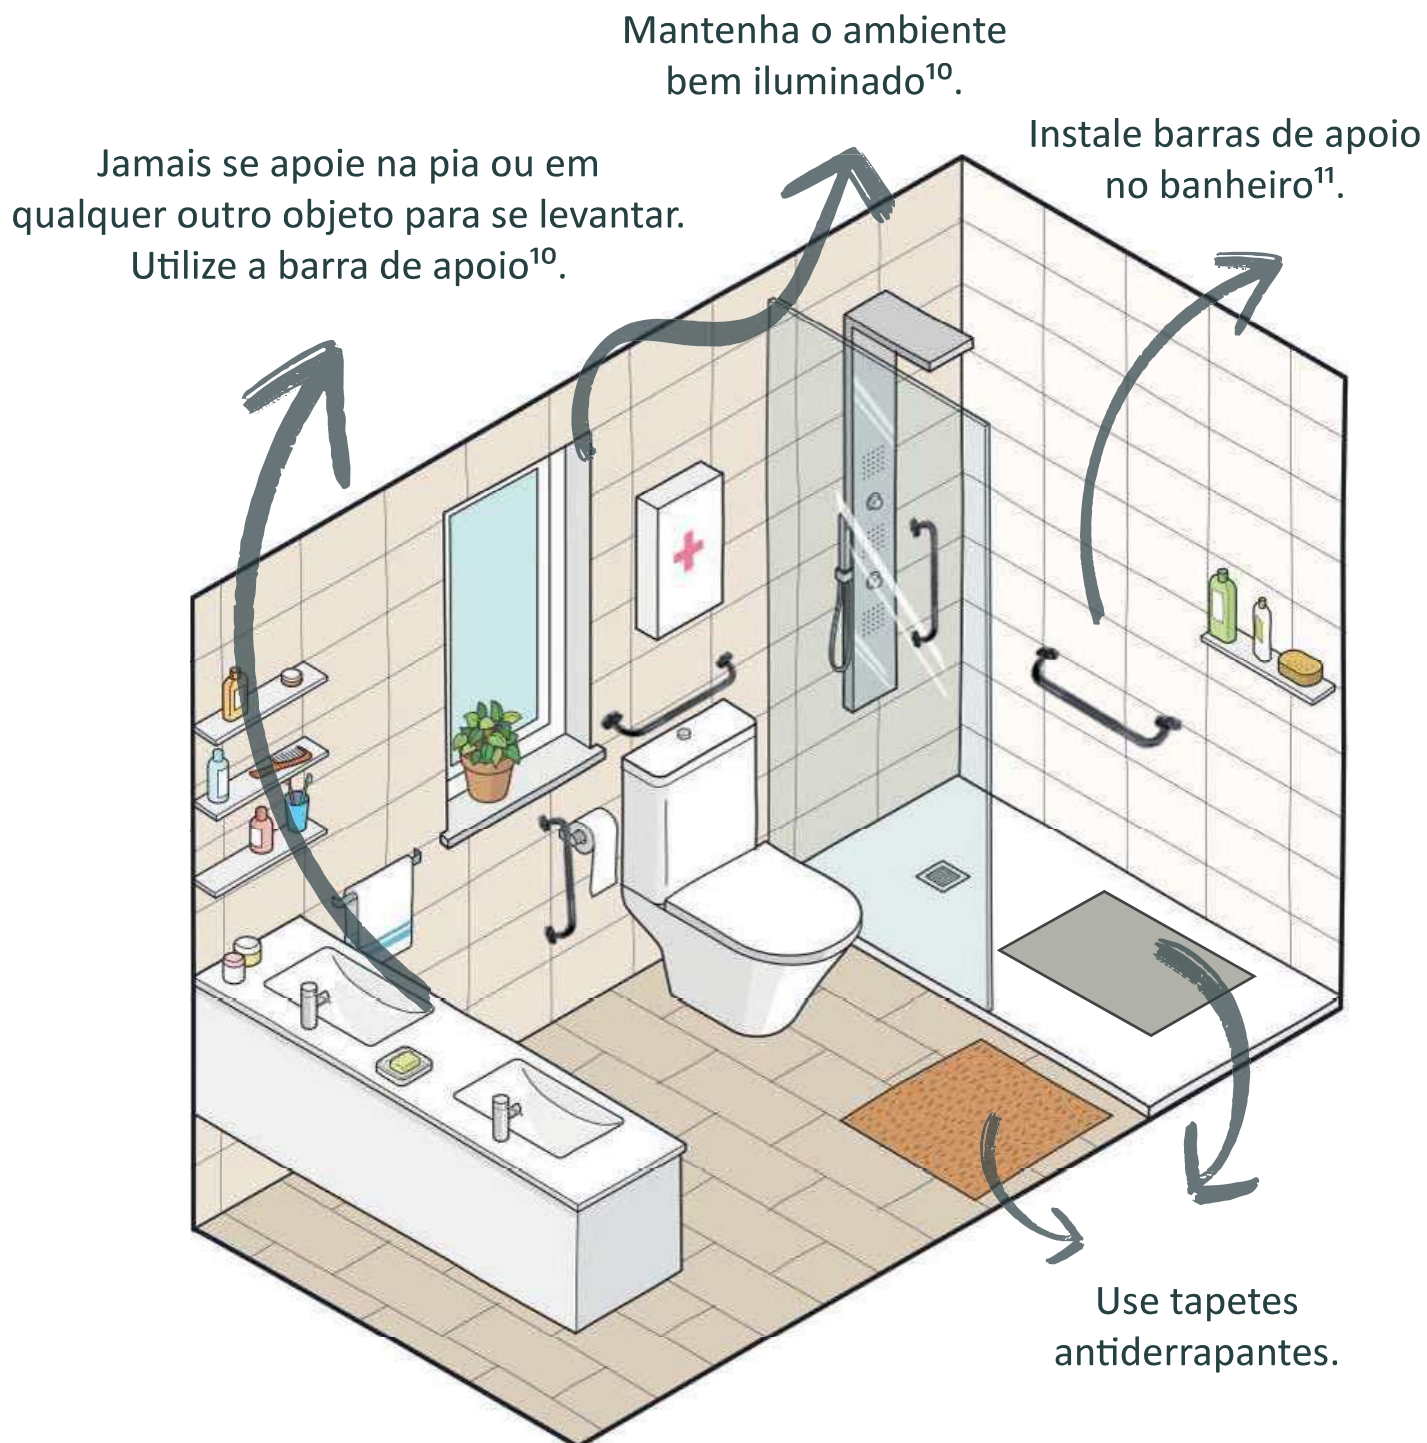 Mantenha o ambiente
bem iluminado¹⁰.
Instale barras de apoio
no banheiro¹¹.
Jamais se apoie na pia ou em
qualquer outro objeto para se levantar.
Utilize a barra de apoio¹⁰.
Use tapetes
antiderrapantes.